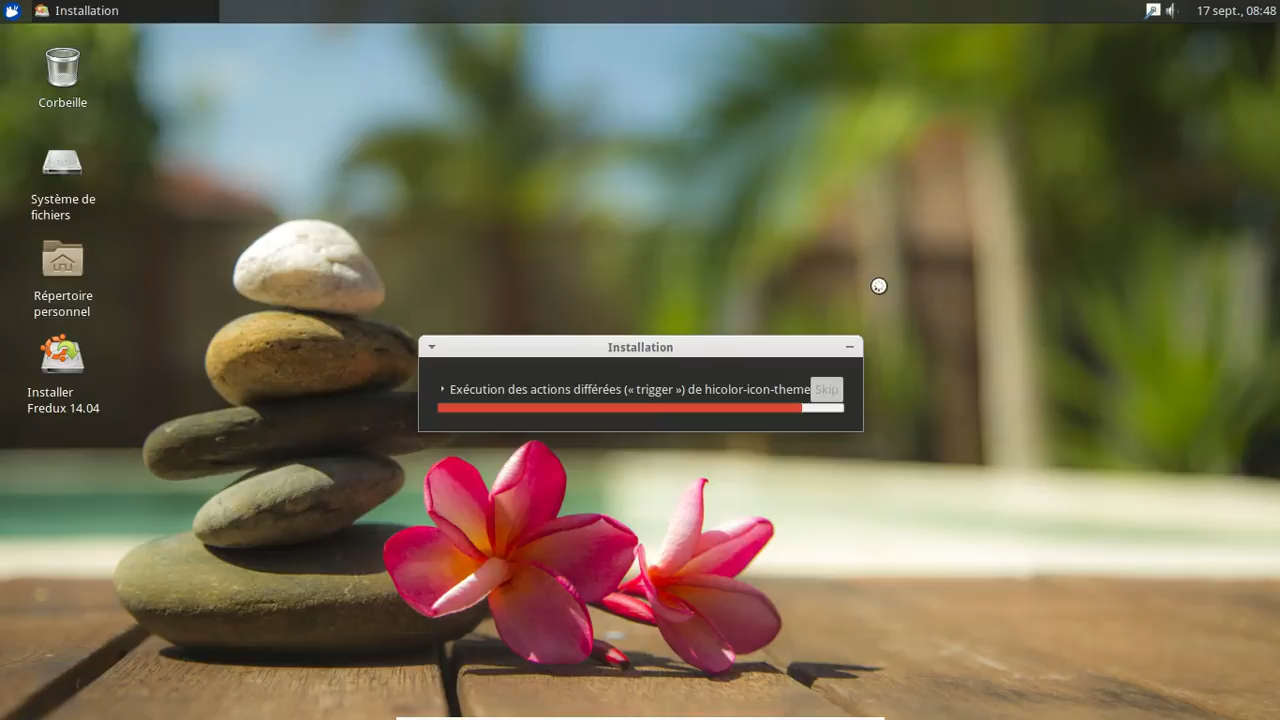 Installation
17 sept., 08:48
Corbeille
Système de
fichiers
Répertoire
personnel
Installer
Fredux 14.04
Installation
Exécution des actions différées (« trigger ») de hicolor-icon-theme
Skip